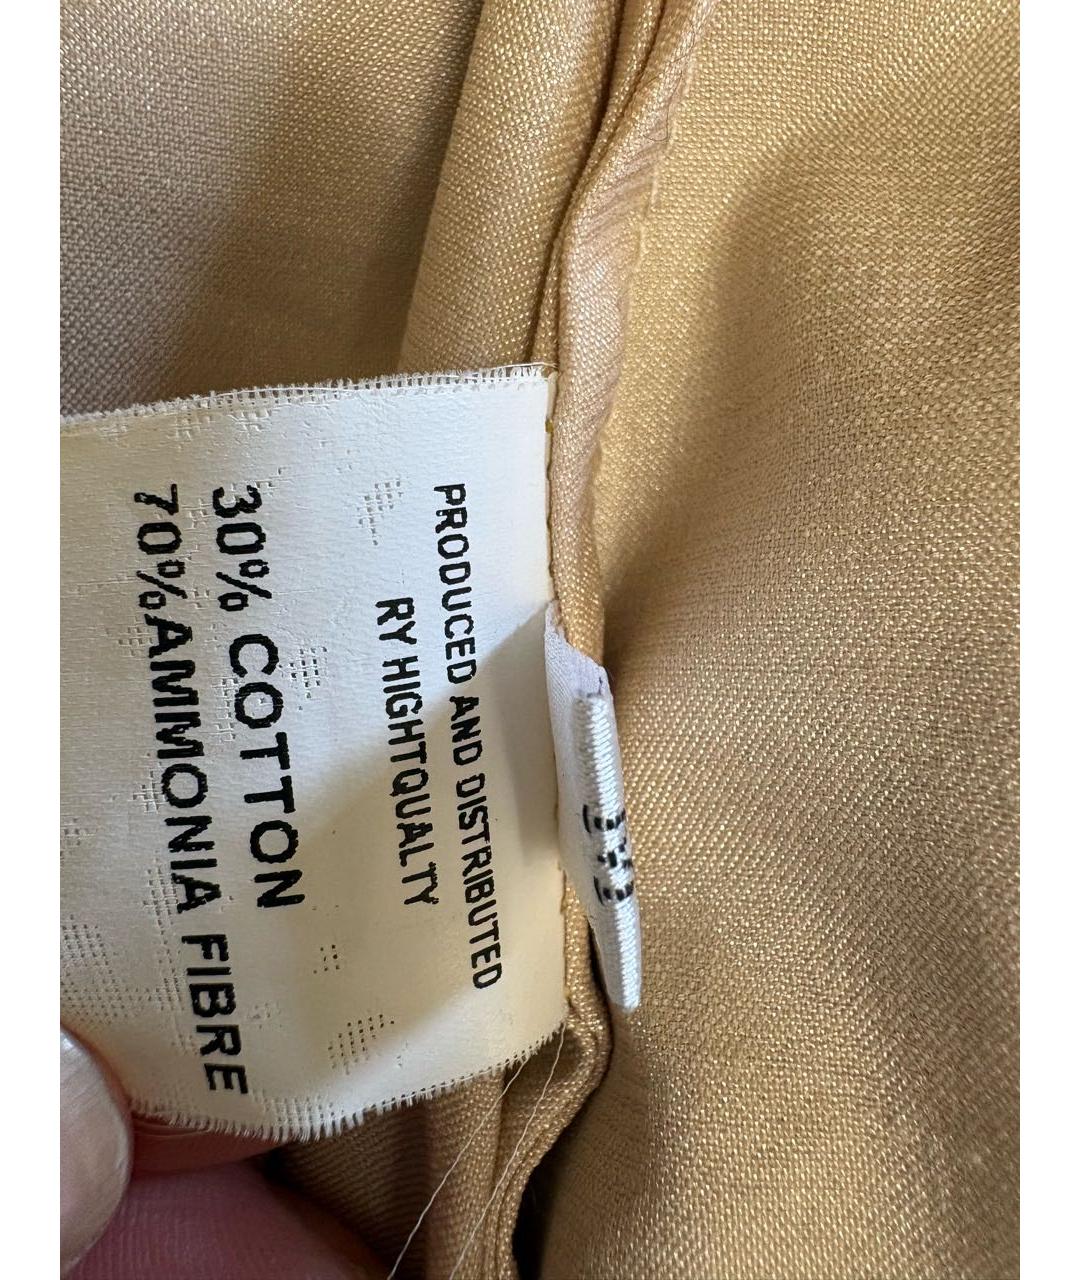 PRODUCED AND DISTRIBUTED
RY HIGHTQUALTY
30% COTTON
70%AMMONIA FIBRE